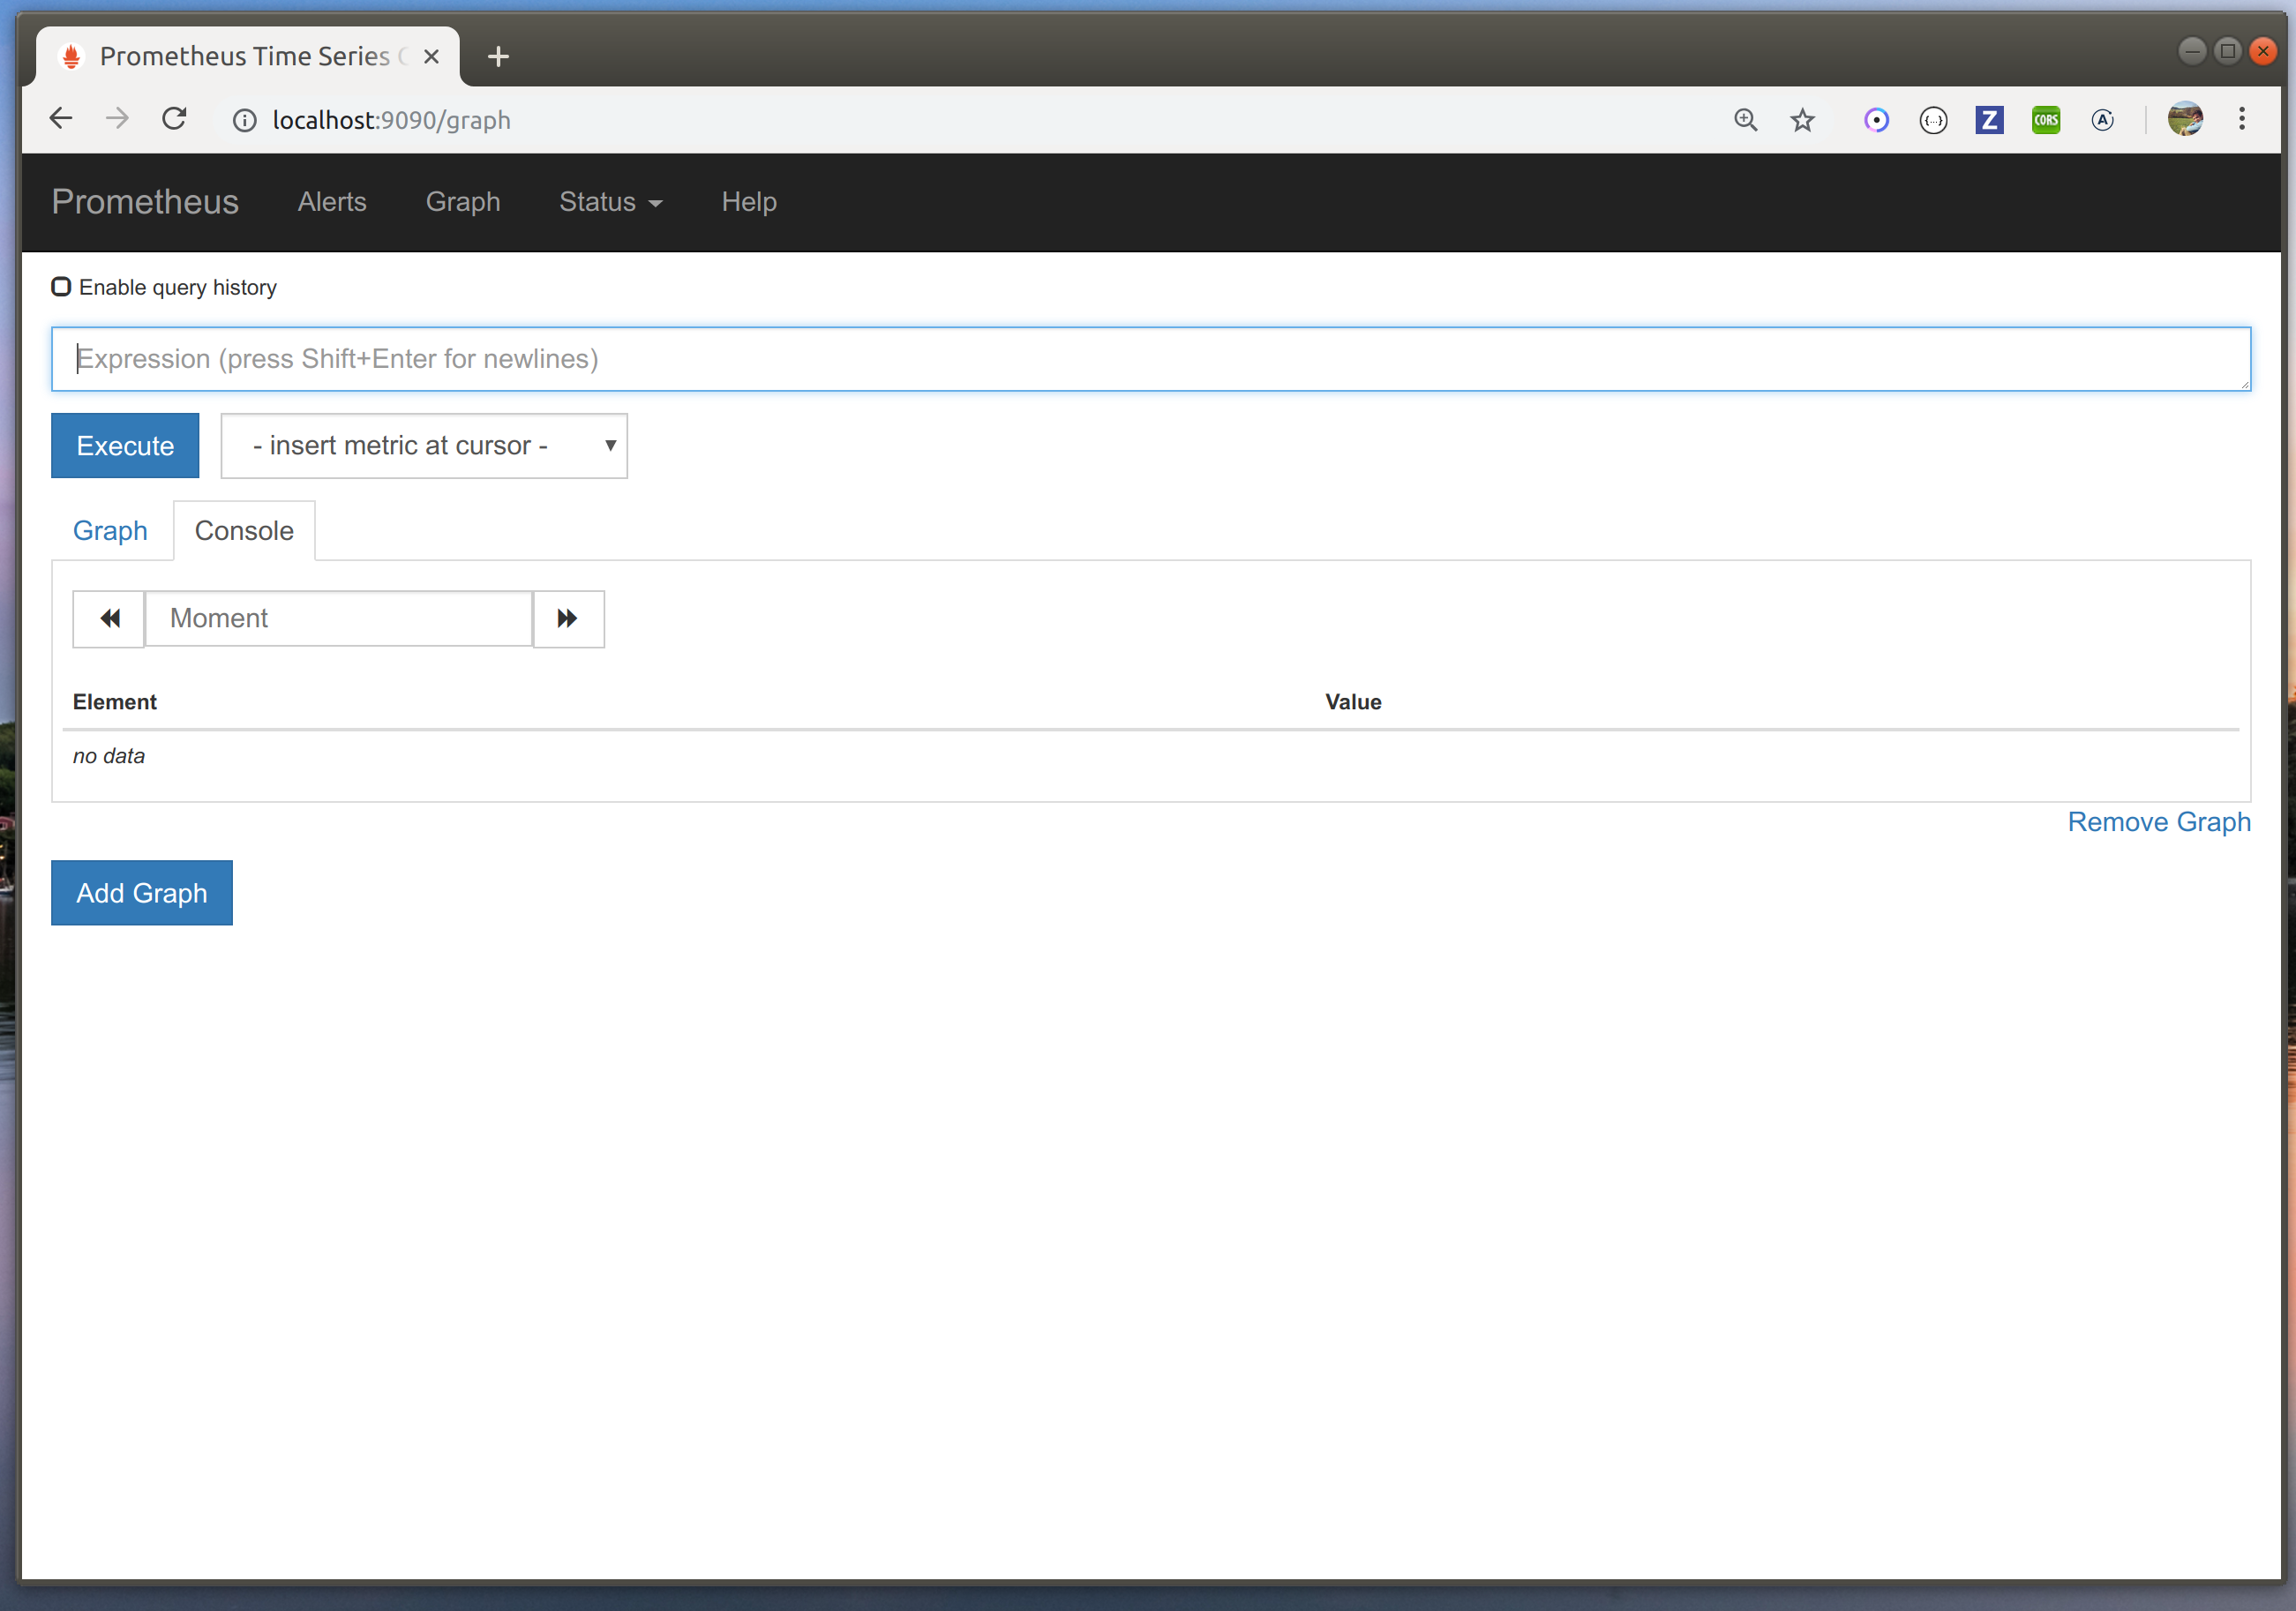 Prometheus Time Series
localhost:9090/graph
Z
CORS
A
Prometheus Alerts Graph Status Help
Enable query history
Expression (press Shift+Enter for newlines)
Execute - insert metric at cursor -
Graph Console
Moment
Element Value
no data
Remove Graph
Add Graph